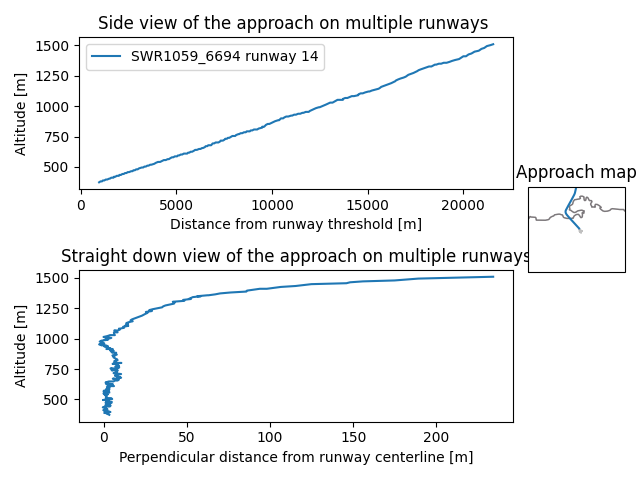 Side view of the approach on multiple runways
Altitude [m]
1500
1250
1000
750
500
SWR1059_6694 runway 14
0
5000
10000
15000
20000
Distance from runway threshold [m]
Approach map
Straight down view of the approach on multiple runways
Altitude [m]
1500
1250
1000
750
500
0
50
100
150
200
Perpendicular distance from runway centerline [m]